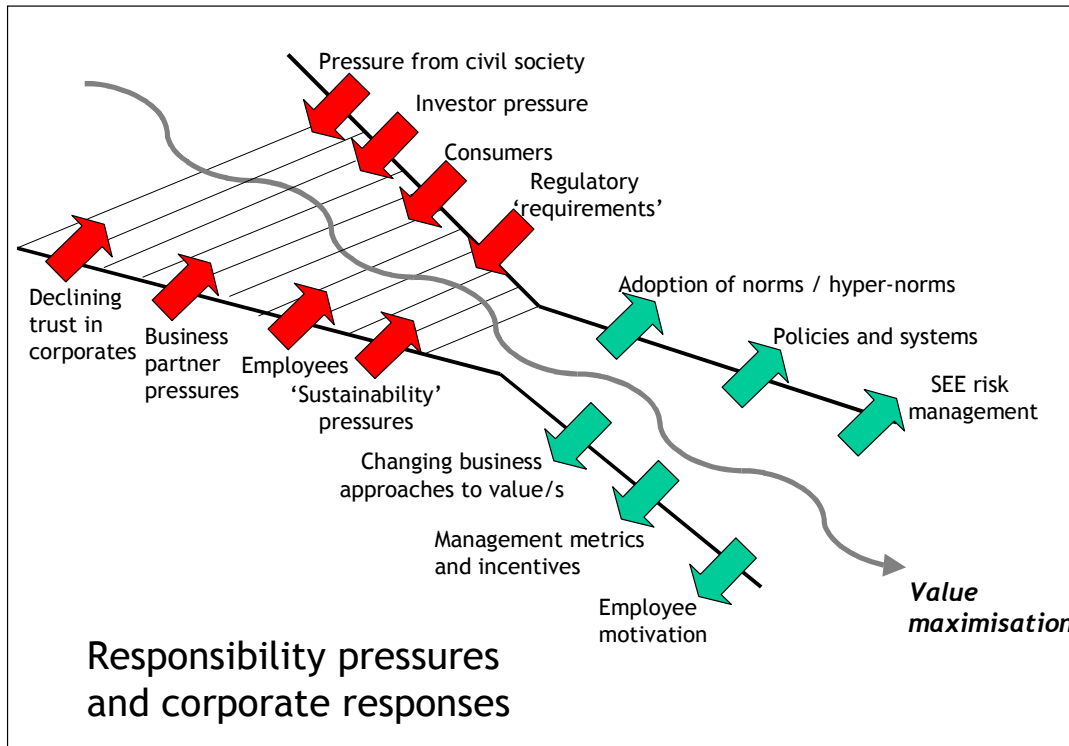 Pressure from civil society
Investor pressure
Consumers
Regulatory
‘requirements’
Declining
trust in
corporates
Business
partner
pressures
Employees
‘Sustainability’
pressures
Adoption of norms / hyper-norms
Policies and systems
SEE risk
management
Changing business
approaches to value/s
Management metrics
and incentives
Employee
motivation
Value
maximisation
Responsibility pressures
and corporate responses